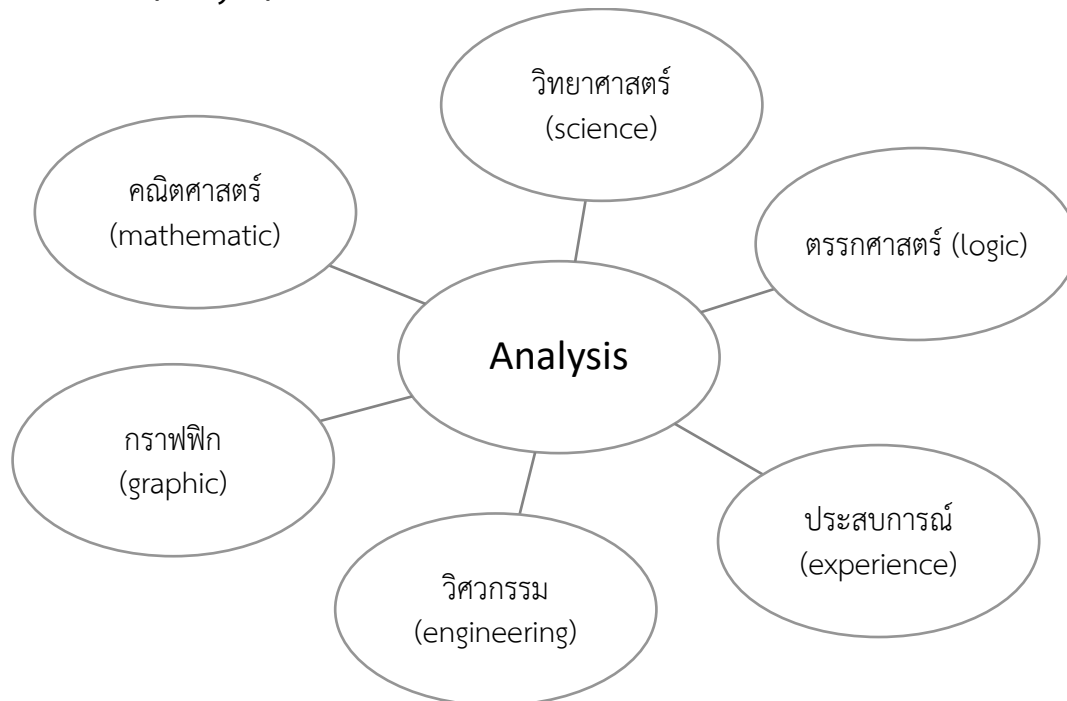 วิทยาศาสตร์
(science)
คณิตศาสตร์
(mathematic)
ตรรกศาสตร์ (logic)
Analysis
กราฟฟิก
(graphic)
ประสบการณ์
(experience)
วิศวกรรม
(engineering)